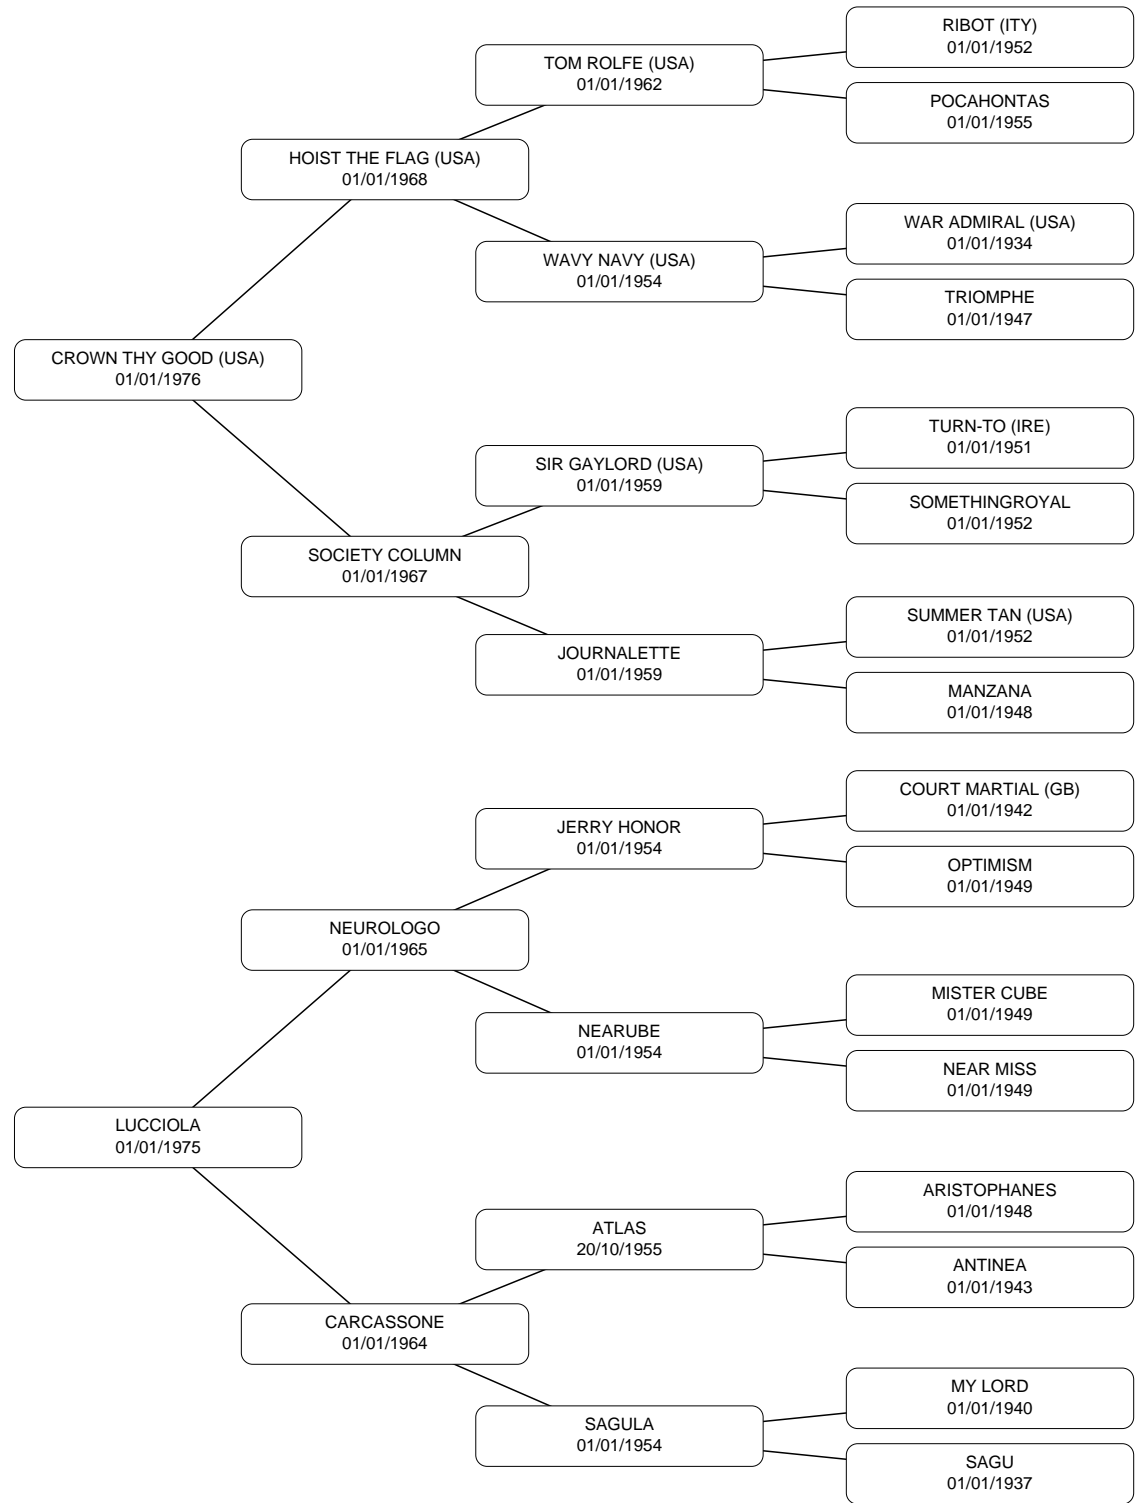 RIBOT (ITY)
01/01/1952
TOM ROLFE (USA)
01/01/1962
POCAHONTAS
01/01/1955
HOIST THE FLAG (USA)
01/01/1968
WAR ADMIRAL (USA)
01/01/1934
WAVY NAVY (USA)
01/01/1954
TRIOMPHE
01/01/1947
CROWN THY GOOD (USA)
01/01/1976
TURN-TO (IRE)
01/01/1951
SIR GAYLORD (USA)
01/01/1959
SOMETHINGROYAL
01/01/1952
SOCIETY COLUMN
01/01/1967
SUMMER TAN (USA)
01/01/1952
JOURNALETTE
01/01/1959
MANZANA
01/01/1948
COURT MARTIAL (GB)
01/01/1942
JERRY HONOR
01/01/1954
OPTIMISM
01/01/1949
NEUROLOGO
01/01/1965
MISTER CUBE
01/01/1949
NEARUBE
01/01/1954
NEAR MISS
01/01/1949
LUCCIOLA
01/01/1975
ARISTOPHANES
01/01/1948
ATLAS
20/10/1955
ANTINEA
01/01/1943
CARCASSONE
01/01/1964
MY LORD
01/01/1940
SAGULA
01/01/1954
SAGU
01/01/1937